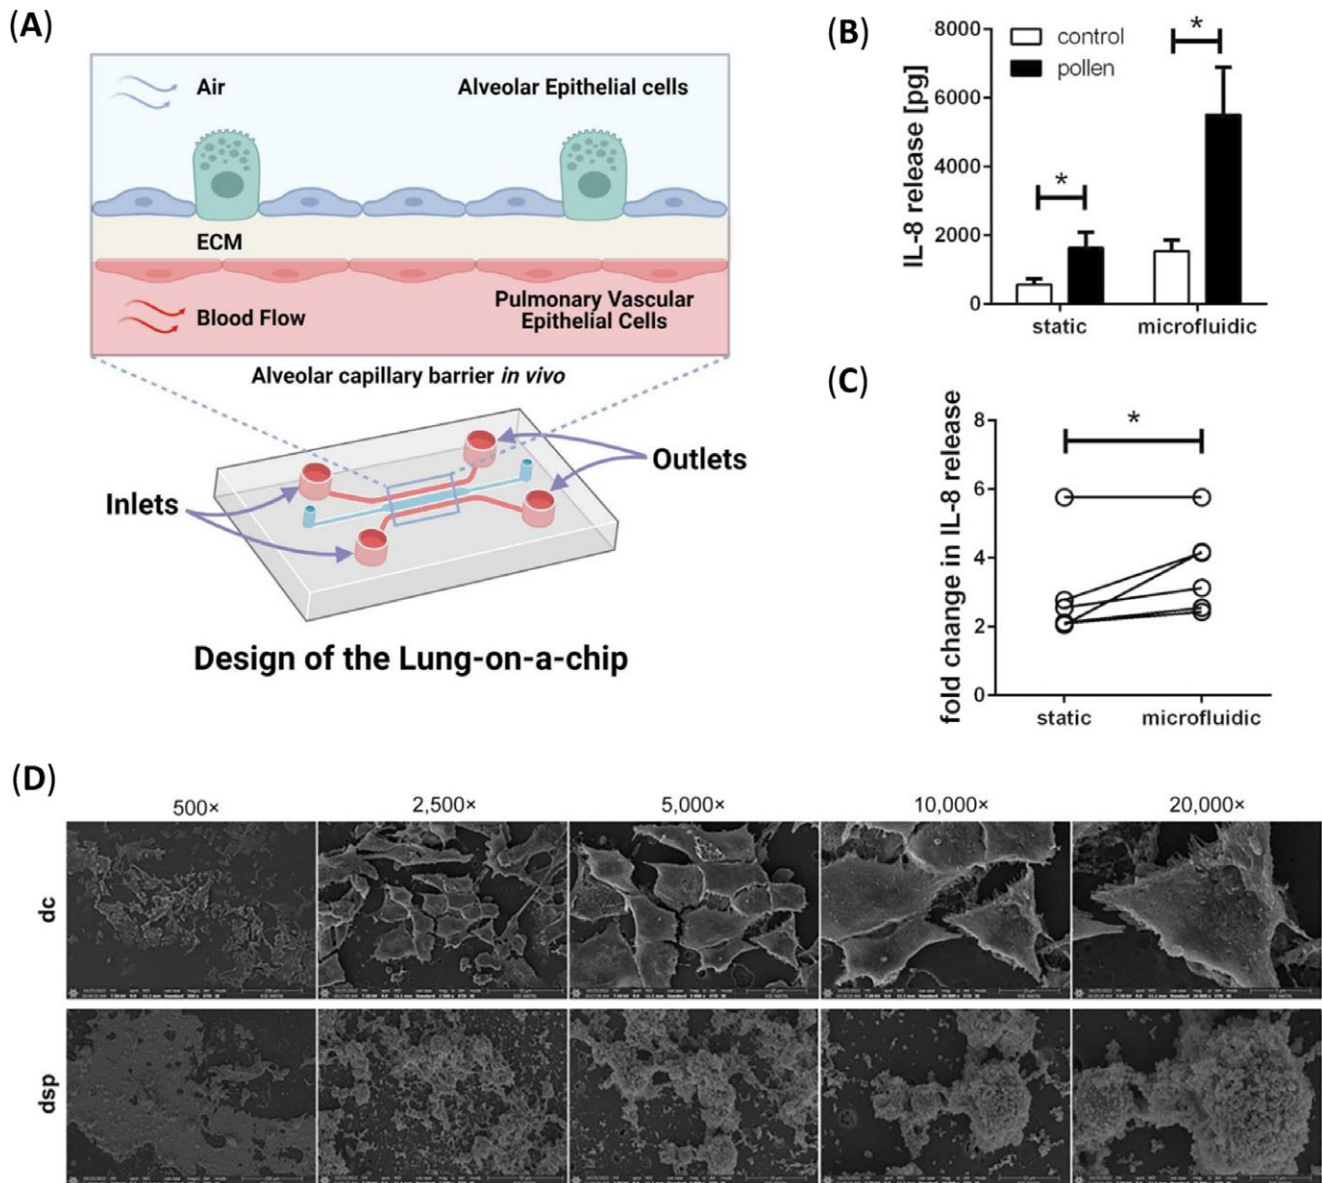 (A)
Air
Alveolar Epithelial cells
ECM
Blood Flow
Pulmonary Vascular
Epithelial Cells
Alveolar capillary barrier in vivo
Inlets
Outlets
Design of the Lung-on-a-chip
(B)
IL-8 release [pg]
8000
6000
4000
2000
0
control
pollen
*
*
static
microfluidic
(C)
fold change in IL-8 release
8
6
4
2
0
*
static
microfluidic
(D)
500×
2,500×
5,000×
10,000×
20,000×
dc
dsp